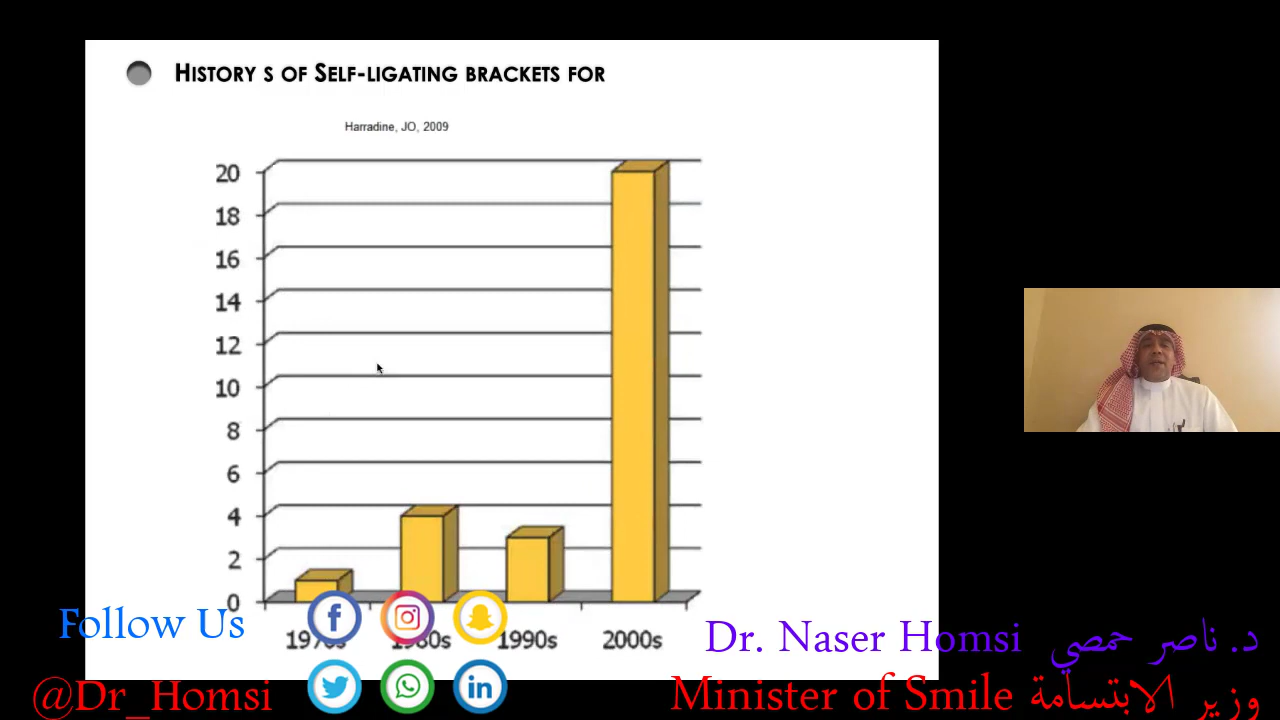 HISTORY S OF SELF-LIGATING BRACKETS FOR
Harradine, JO, 2009
20
18
16
14
12
10
8
6
4
2
0
1990s
2000s
Follow Us
@Dr_Homsi
Dr. Naser Homsi د. ناصر حمصي
Minister of Smile وزير الابتسامة